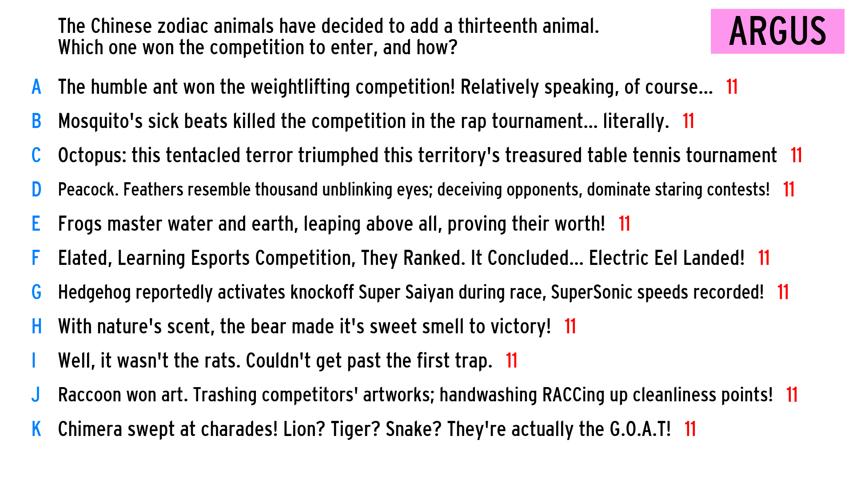 The Chinese zodiac animals have decided to add a thirteenth animal.
Which one won the competition to enter, and how?
ARGUS
A The humble ant won the weightlifting competition! Relatively speaking, of course... 11
B Mosquito's sick beats killed the competition in the rap tournament... literally. 11
C Octopus: this tentacled terror triumphed this territory's treasured table tennis tournament 11
D Peacock. Feathers resemble thousand unblinking eyes; deceiving opponents, dominate staring contests! 11
E Frogs master water and earth, leaping above all, proving their worth! 11
F Elated, Learning Esports Competition, They Ranked. It Concluded... Electric Eel Landed! 11
G Hedgehog reportedly activates knockoff Super Saiyan during race, SuperSonic speeds recorded! 11
H With nature's scent, the bear made it's sweet smell to victory! 11
I Well, it wasn't the rats. Couldn't get past the first trap. 11
J Raccoon won art. Trashing competitors' artworks; handwashing RACCing up cleanliness points! 11
K Chimera swept at charades! Lion? Tiger? Snake? They're actually the G.O.A.T! 11